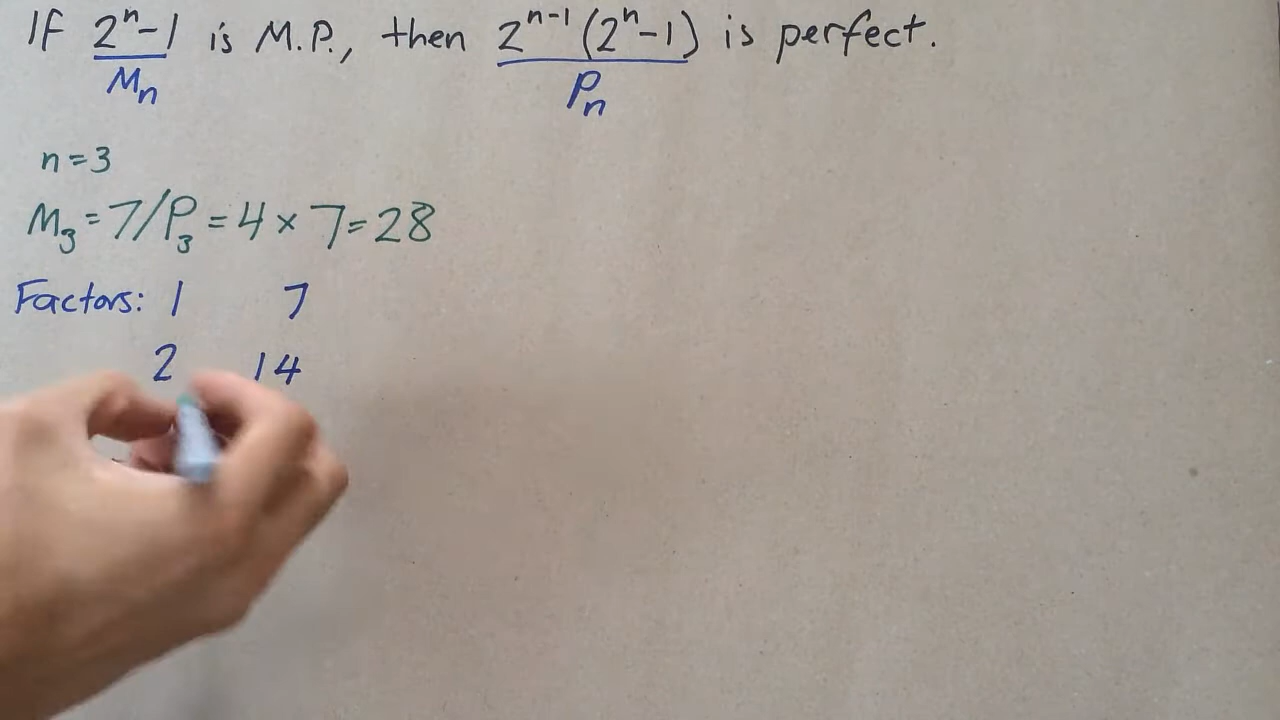 If 2ⁿ-1 is M.P., then 2ⁿ⁻¹(2ⁿ-1) is perfect.
Mₙ Pₙ
n=3
M₃=7/P₃=4×7=28
Factors: 1 7
2 14